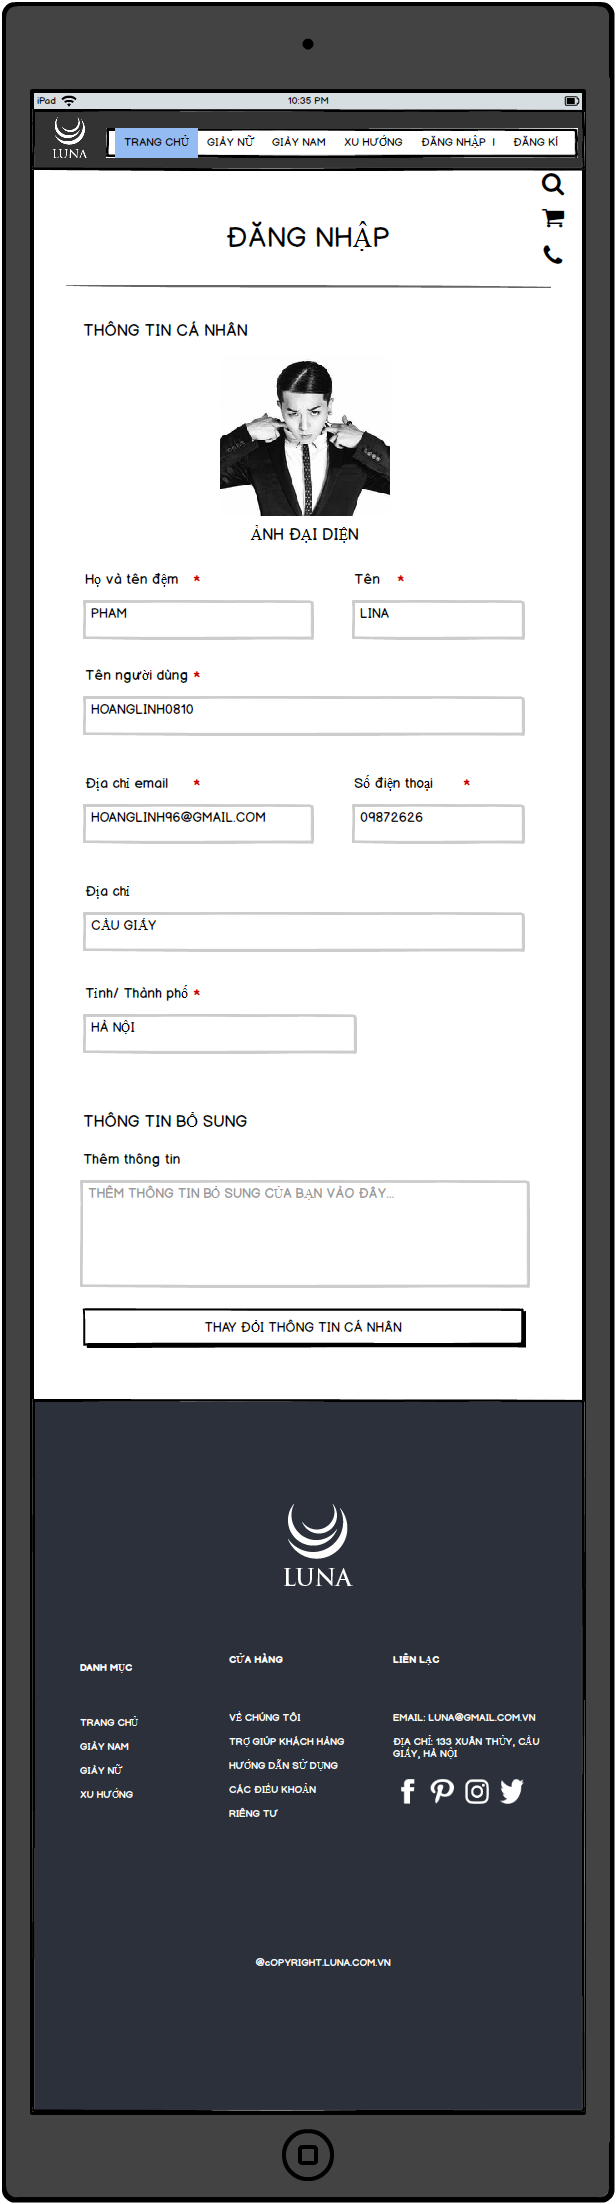 iPad 10:35 PM
LUNA
TRANG CHỦ GIÀY NỮ GIÀY NAM XU HƯỚNG ĐĂNG NHẬP | ĐĂNG KÍ
ĐĂNG NHẬP
THÔNG TIN CÁ NHÂN
ẢNH ĐẠI DIỆN
Họ và tên đệm * Tên *
PHAM LINA
Tên người dùng *
HOANGLINH0810
Địa chỉ email * Số điện thoại *
HOANGLINH96@GMAIL.COM 09872626
Địa chỉ
CẦU GIẤY
Tỉnh/ Thành phố *
HÀ NỘI
THÔNG TIN BỔ SUNG
Thêm thông tin
THÊM THÔNG TIN BỔ SUNG CỦA BẠN VÀO ĐÂY...
THAY ĐỔI THÔNG TIN CÁ NHÂN
LUNA
DANH MỤC
TRANG CHỦ
GIÀY NAM
GIÀY NỮ
XU HƯỚNG
CỬA HÀNG
VỀ CHÚNG TÔI
TRỢ GIÚP KHÁCH HÀNG
HƯỚNG DẪN SỬ DỤNG
CÁC ĐIỀU KHOẢN
RIÊNG TƯ
LIÊN LẠC
EMAIL: LUNA@GMAIL.COM.VN
ĐỊA CHỈ: 133 XUÂN THỦY, CẦU
GIẤY, HÀ NỘI
@cOPYRIGHT.LUNA.COM.VN